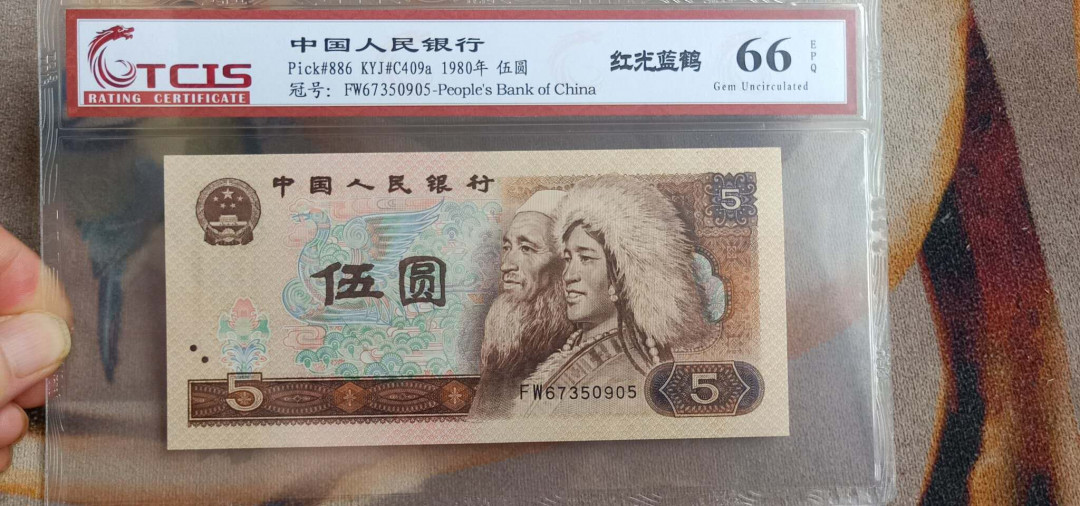 TCIS
RATING CERTIFICATE
中国人民银行
Pick#886 KYJ#C409a 1980年 伍圆
冠号: FW67350905-People's Bank of China
红光蓝鹤
66
EPQ
Gem Uncirculated
中国人民银行
5
伍圆
FW67350905
5
5